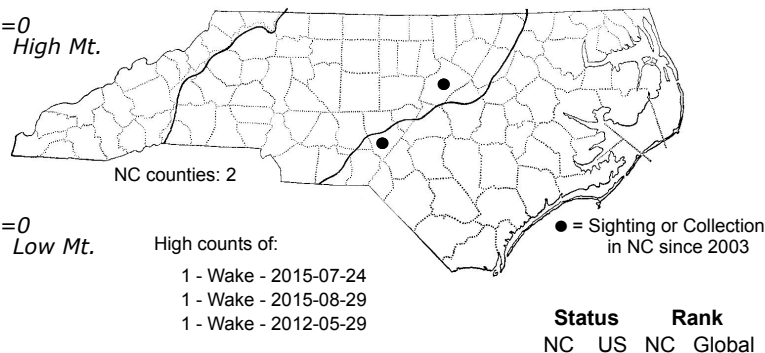 =0
High Mt.
NC counties: 2
=0
Low Mt.
High counts of:
1 - Wake - 2015-07-24
1 - Wake - 2015-08-29
1 - Wake - 2012-05-29
● = Sighting or Collection
in NC since 2003
Status Rank
NC US NC Global